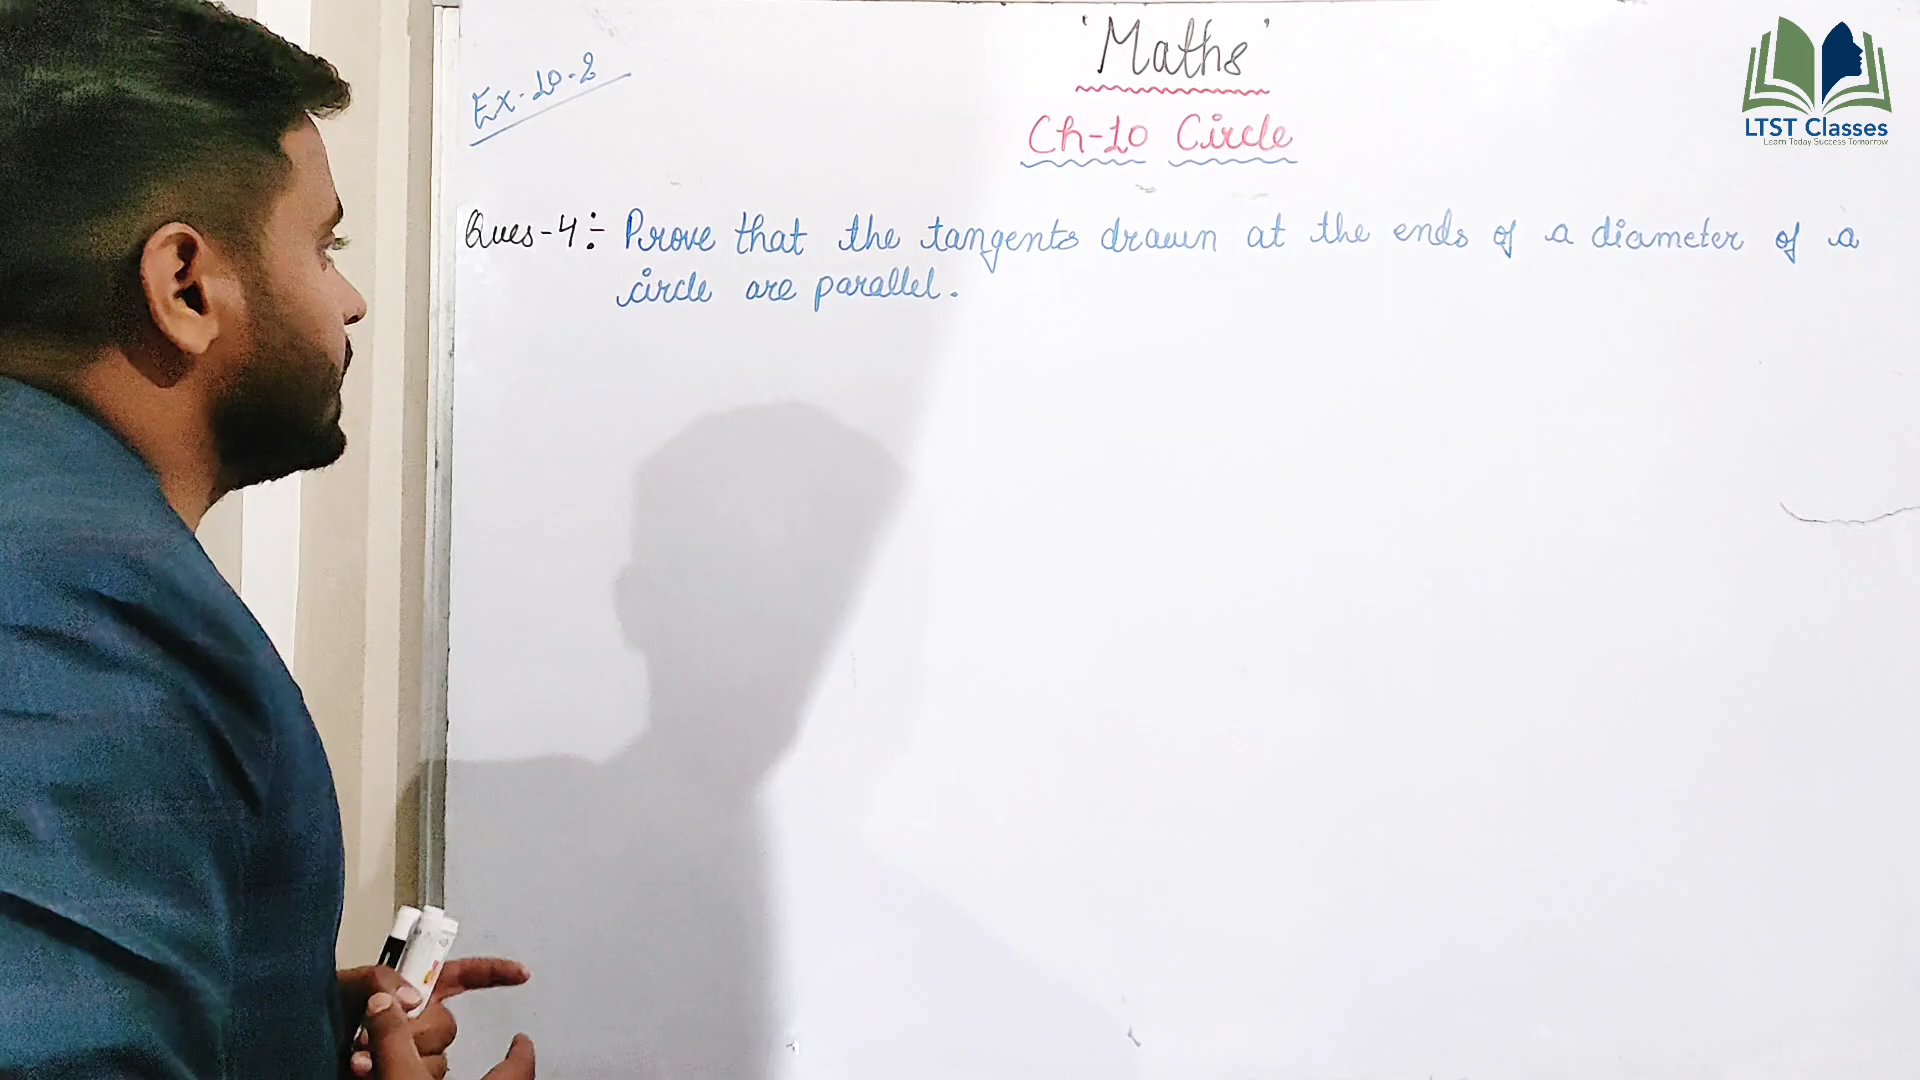 'Maths'
Ex-10.2
Ch-10 Circle
Ques-4÷ Prove that the tangents drawn at the ends of a diameter of a
circle are parallel.
LTST Classes
Learn Today Success Tomorrow